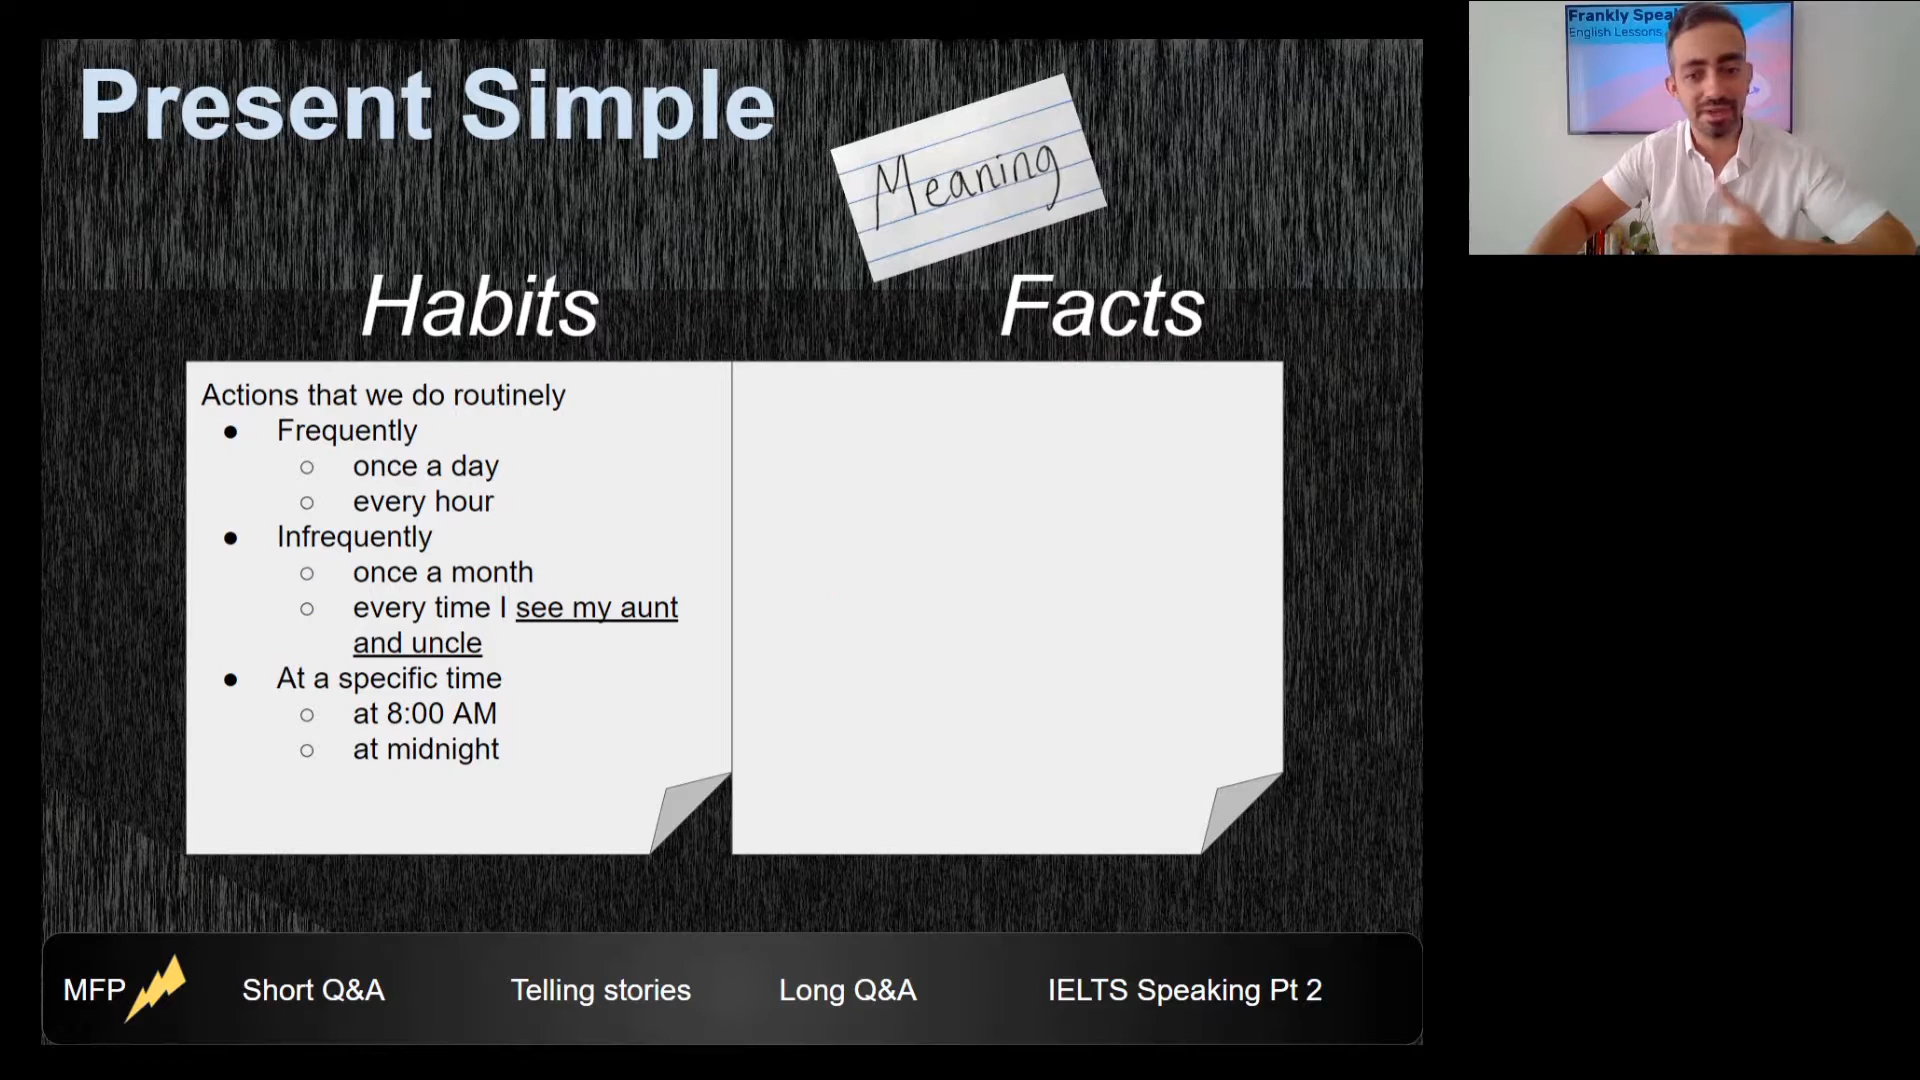 Present Simple
Meaning
Habits
Facts
Actions that we do routinely
● Frequently
○ once a day
○ every hour
● Infrequently
○ once a month
○ every time I see my aunt
and uncle
● At a specific time
○ at 8:00 AM
○ at midnight
MFP
Short Q&A
Telling stories
Long Q&A
IELTS Speaking Pt 2
Frankly
English Lessons